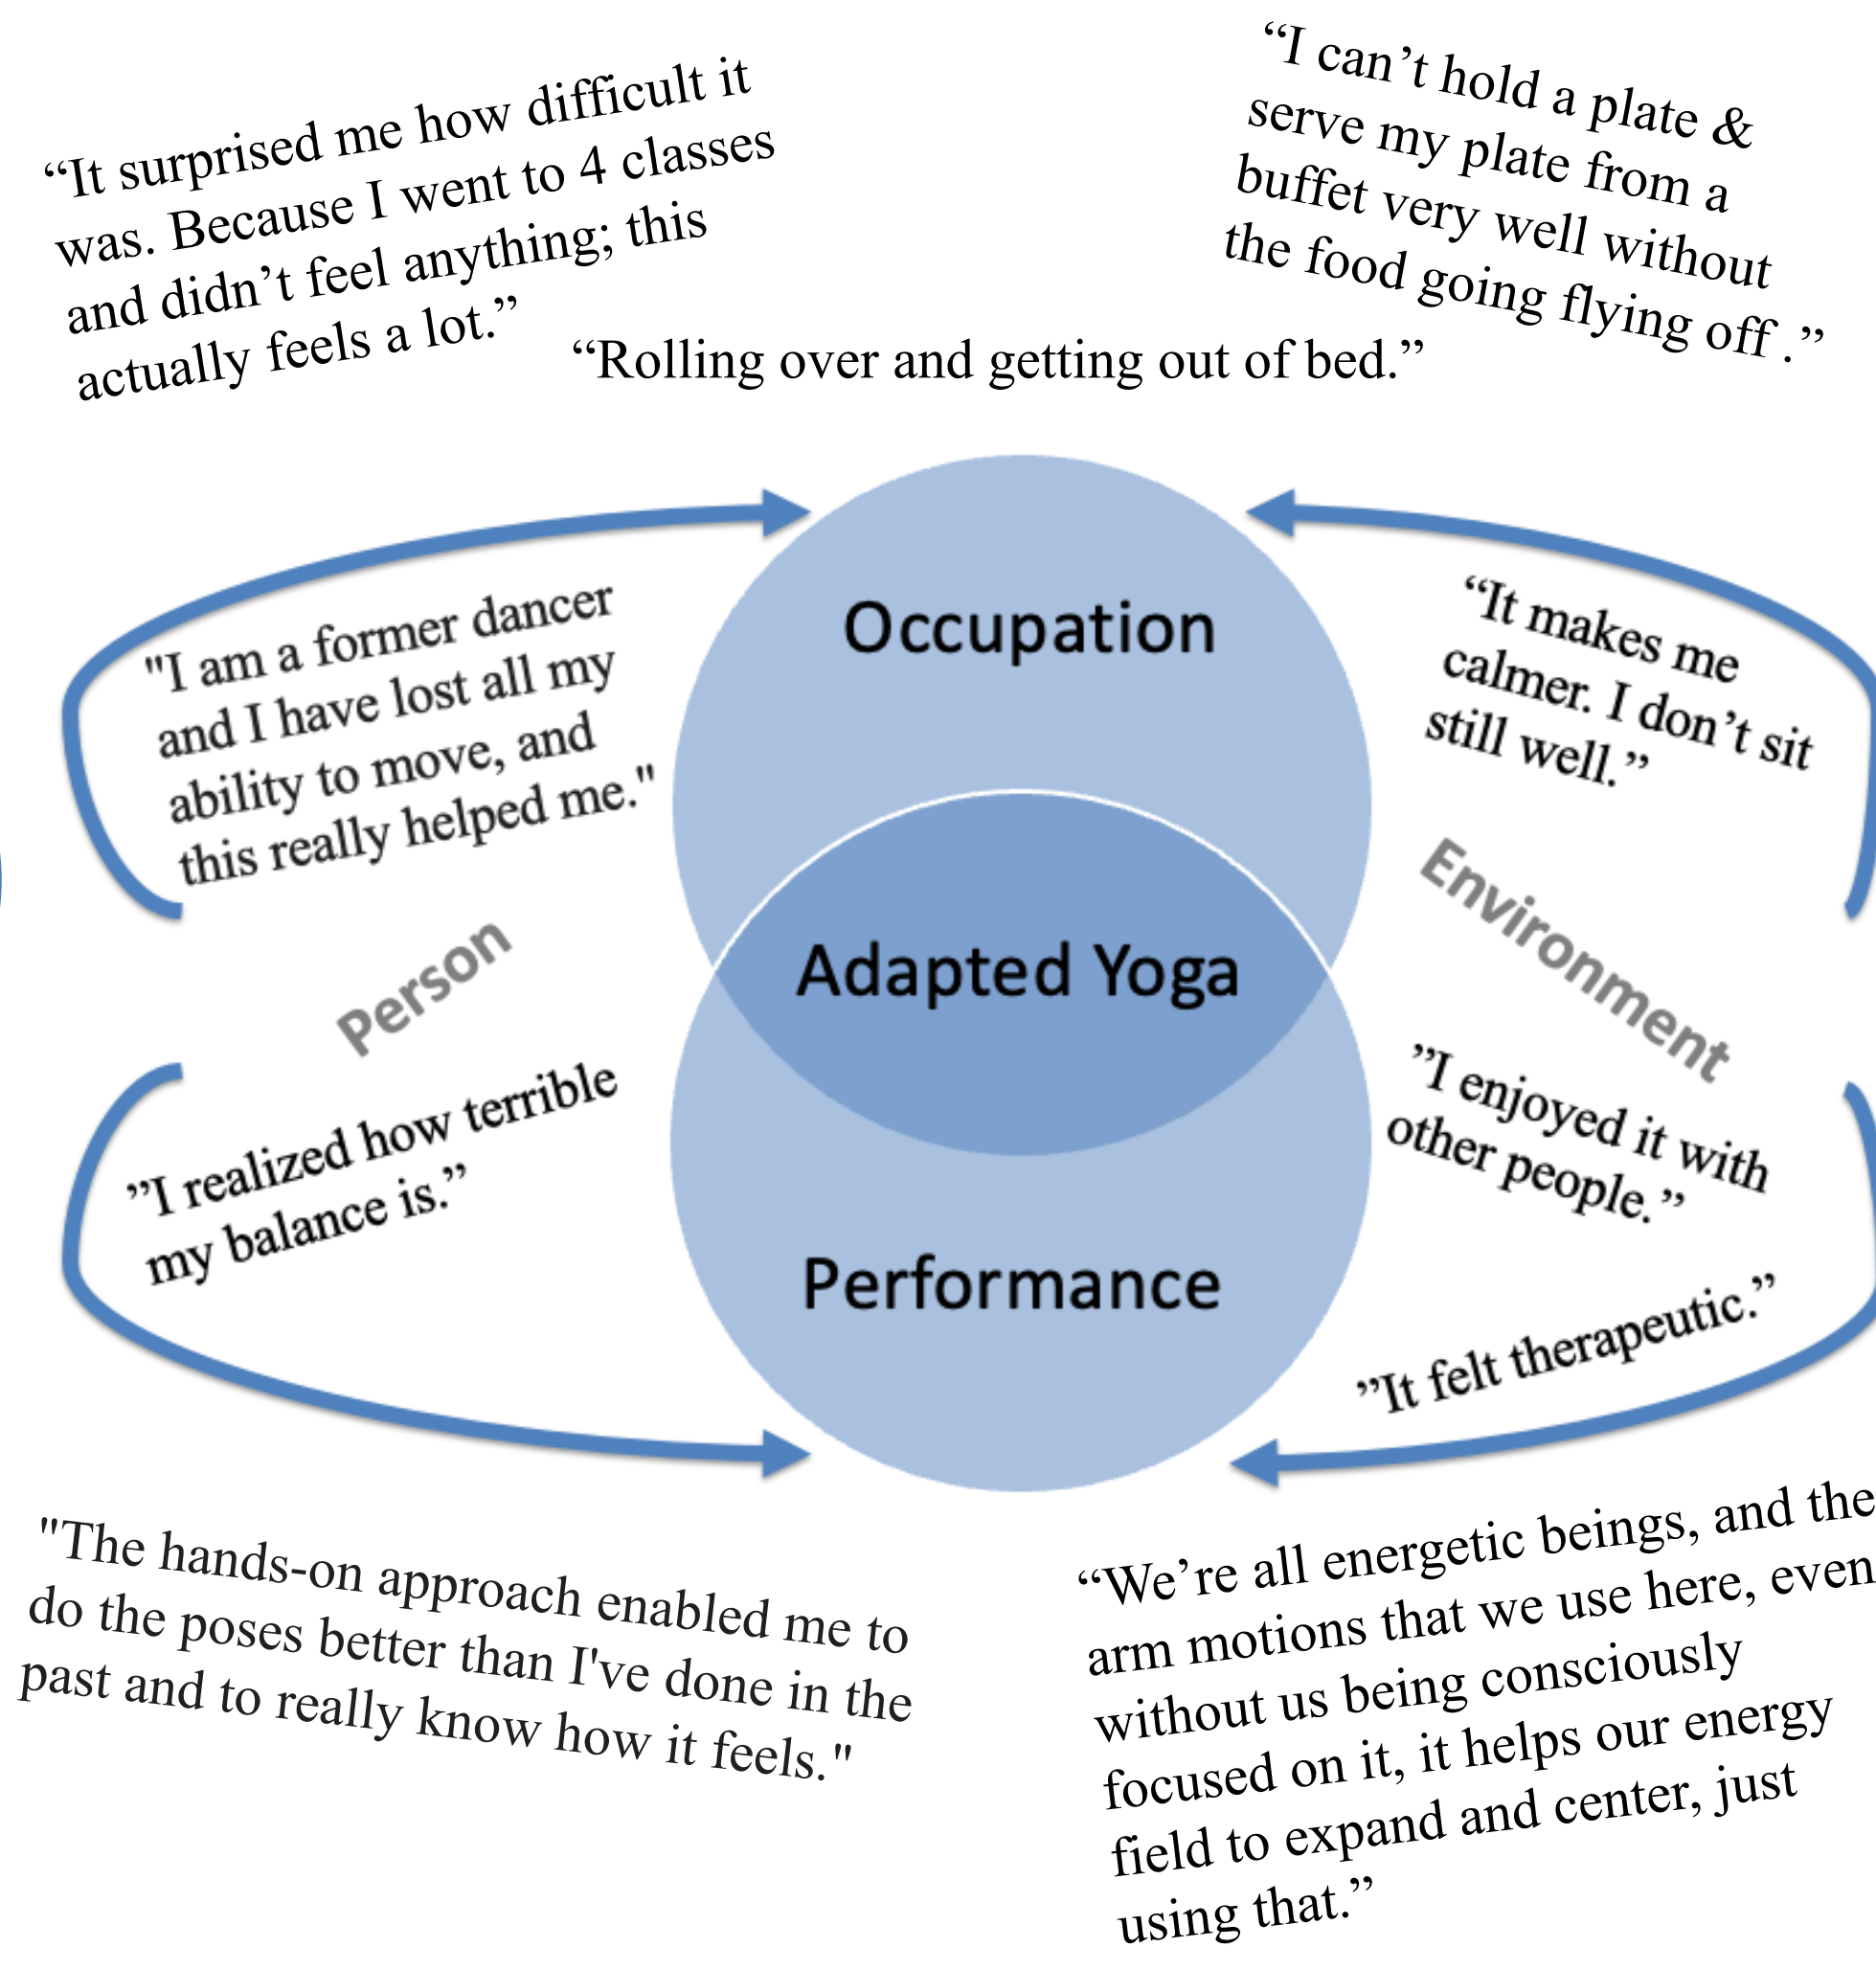 “It surprised me how difficult it
was. Because I went to 4 classes
and didn’t feel anything; this
actually feels a lot.”
“I can’t hold a plate &
serve my plate from a
buffet very well without
the food going flying off .”
“Rolling over and getting out of bed.”
Occupation
"I am a former dancer
and I have lost all my
ability to move, and
this really helped me."
“It makes me
calmer. I don’t sit
still well.”
Person
Adapted Yoga
Environment
”I realized how terrible
my balance is.”
”I enjoyed it with
other people.”
Performance
”It felt therapeutic.”
"The hands-on approach enabled me to
do the poses better than I've done in the
past and to really know how it feels."
“We’re all energetic beings, and the
arm motions that we use here, even
without us being consciously
focused on it, it helps our energy
field to expand and center, just
using that.”